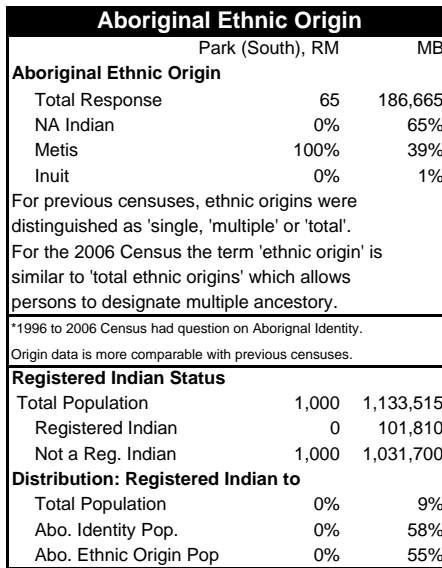 Aboriginal Ethnic Origin
Park (South), RM MB
Aboriginal Ethnic Origin
Total Response 65 186,665
NA Indian 0% 65%
Metis 100% 39%
Inuit 0% 1%
For previous censuses, ethnic origins were
distinguished as 'single, 'multiple' or 'total'.
For the 2006 Census the term 'ethnic origin' is
similar to 'total ethnic origins' which allows
persons to designate multiple ancestory.
*1996 to 2006 Census had question on Aborignal Identity.
Origin data is more comparable with previous censuses.
Registered Indian Status
Total Population 1,000 1,133,515
Registered Indian 0 101,810
Not a Reg. Indian 1,000 1,031,700
Distribution: Registered Indian to
Total Population 0% 9%
Abo. Identity Pop. 0% 58%
Abo. Ethnic Origin Pop 0% 55%